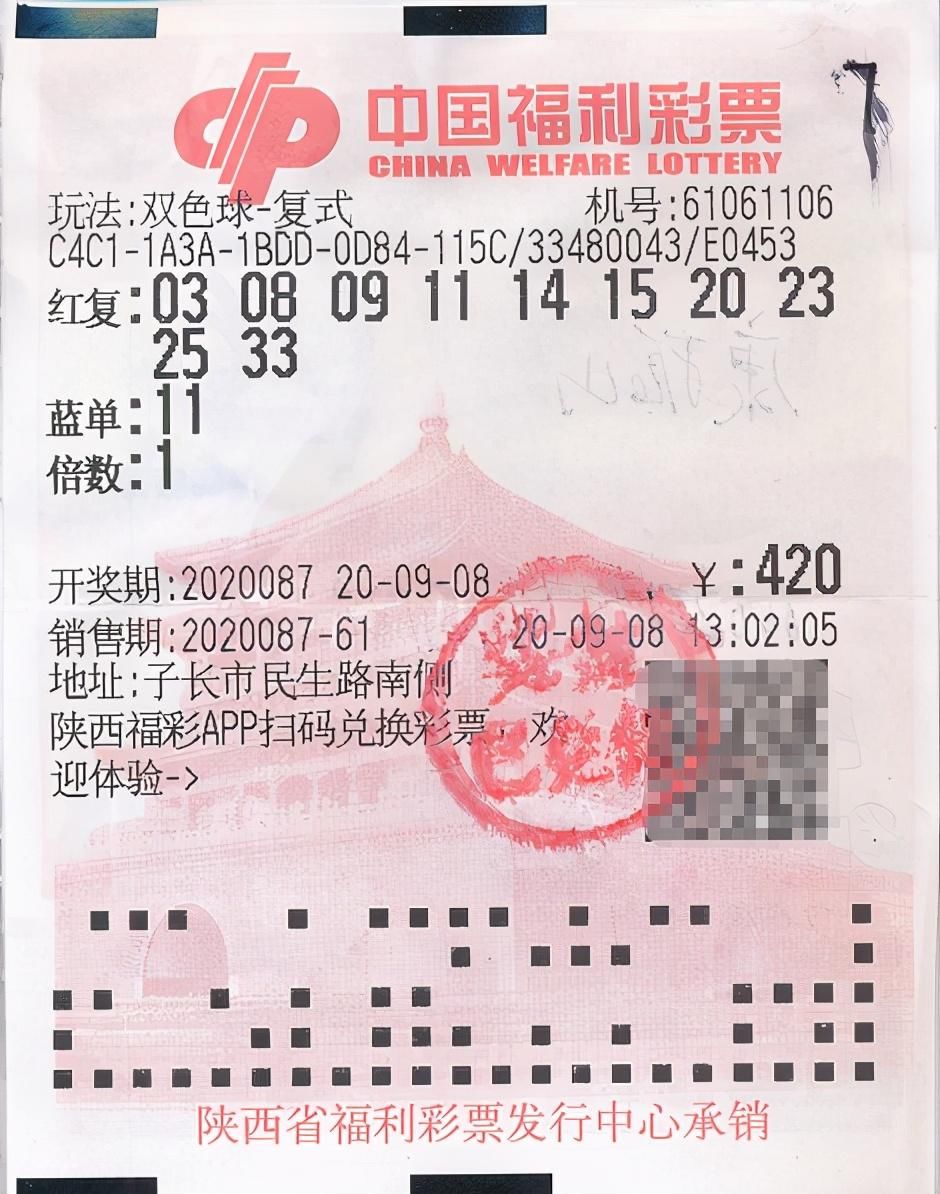 7
中国福利彩票
CHINA WELFARE LOTTERY
玩法:双色球-复式 机号:61061106
C4C1-1A3A-1BDD-0D84-115C/33480043/E0453
红复:03 08 09 11 14 15 20 23
25 33
蓝单:11
倍数:1
开奖期:2020087 20-09-08 ¥:420
销售期:2020087-61 20-09-08 13:02:05
地址:子长市民生路南侧
陕西福彩APP扫码兑换彩票，欢
迎体验->
陕西省福利彩票发行中心承销